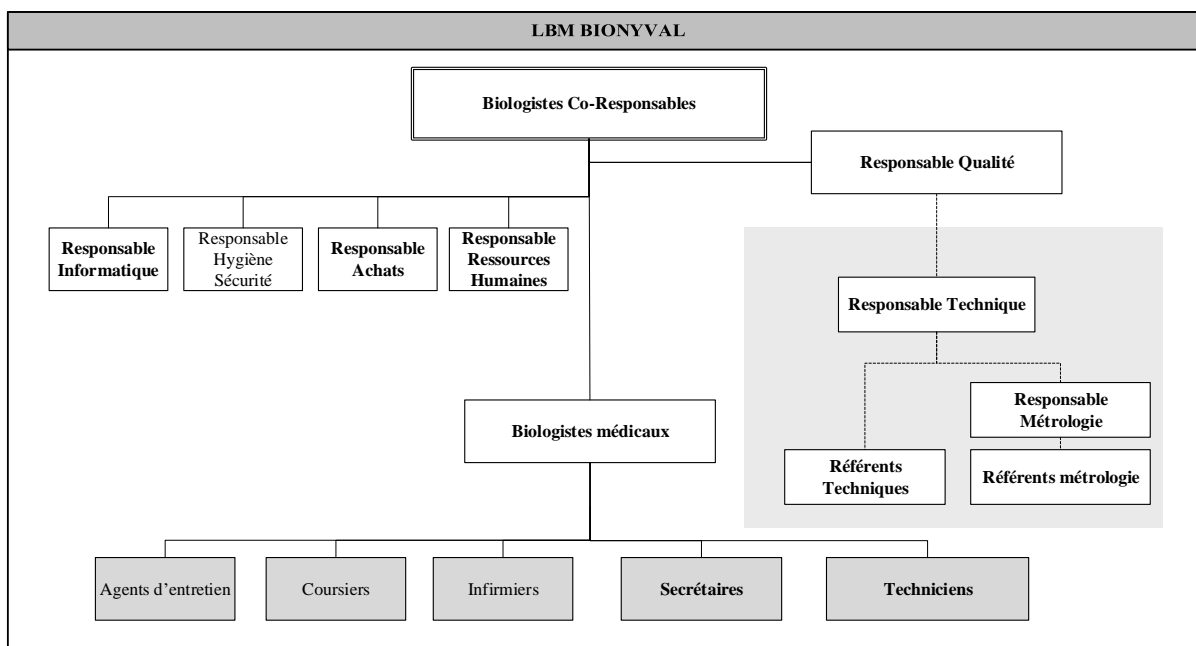 LBM BIONYVAL
Biologistes Co-Responsables
Responsable Qualité
Responsable
Informatique
Responsable
Hygiène
Sécurité
Responsable
Achats
Responsable
Ressources
Humaines
Responsable Technique
Responsable
Métrologie
Biologistes médicaux
Référents
Techniques
Référents métrologie
Agents d'entretien
Coursiers
Infirmiers
Secrétaires
Techniciens